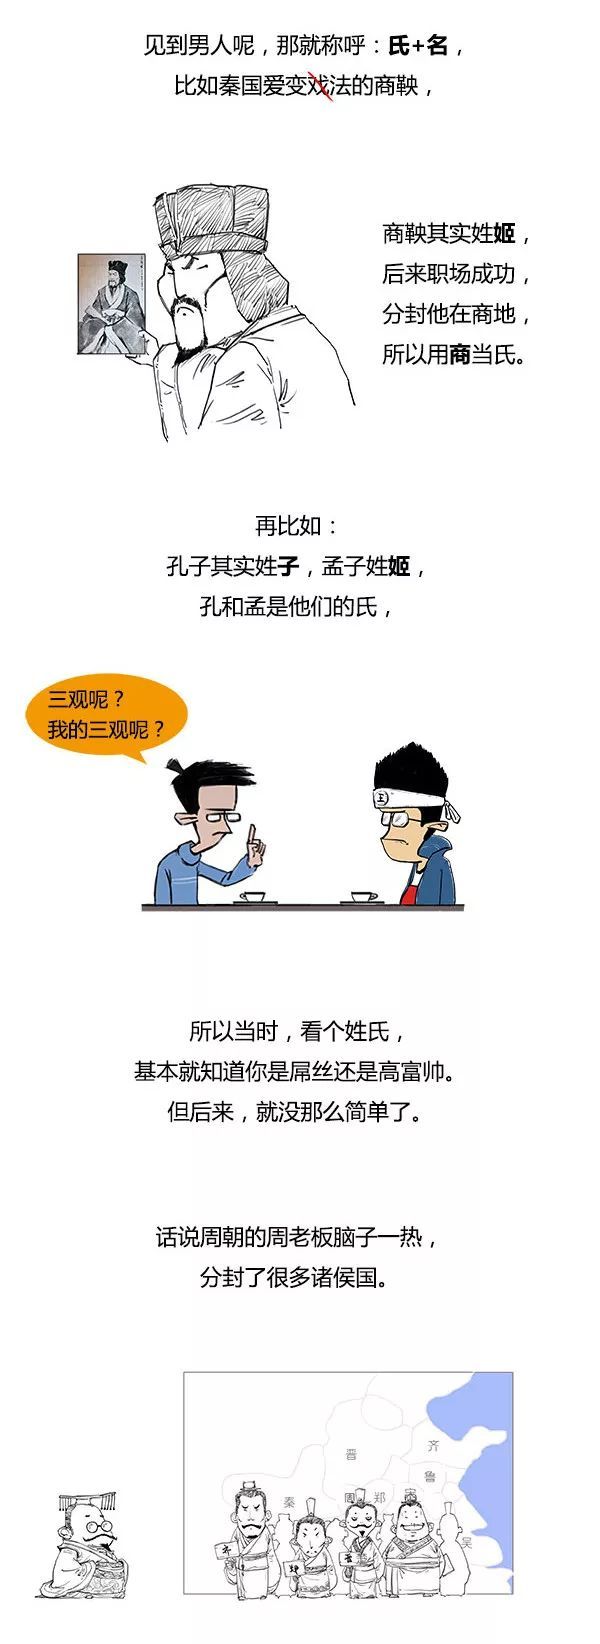 见到男人呢，那就称呼：氏+名，
比如秦国爱变戏法的商鞅，
商鞅其实姓姬，
后来职场成功，
分封他在商地，
所以用商当氏。
再比如：
孔子其实姓子，孟子姓姬，
孔和孟是他们的氏，
三观呢？
我的三观呢？
上
所以当时，看个姓氏，
基本就知道你是屌丝还是高富帅。
但后来，就没那么简单了。
话说周朝的周老板脑子一热，
分封了很多诸侯国。
晋
齐
鲁
秦
周
郑
吴